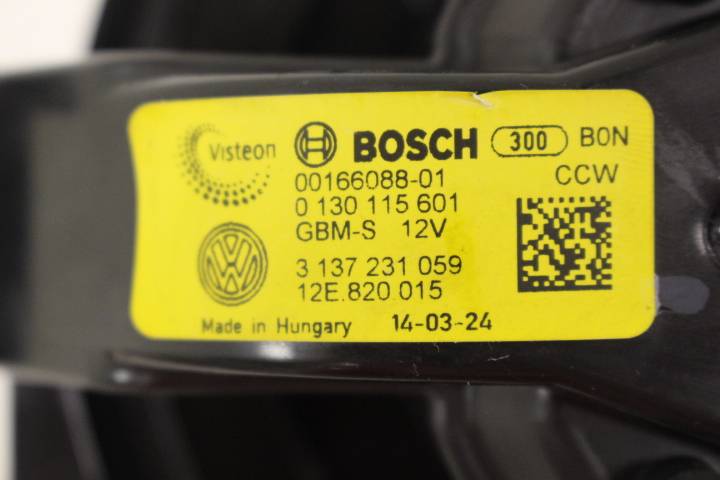 Visteon BOSCH 300 B0N
00166088-01 CCW
0 130 115 601
GBM-S 12V
3 137 231 059
12E.820.015
Made in Hungary 14-03-24